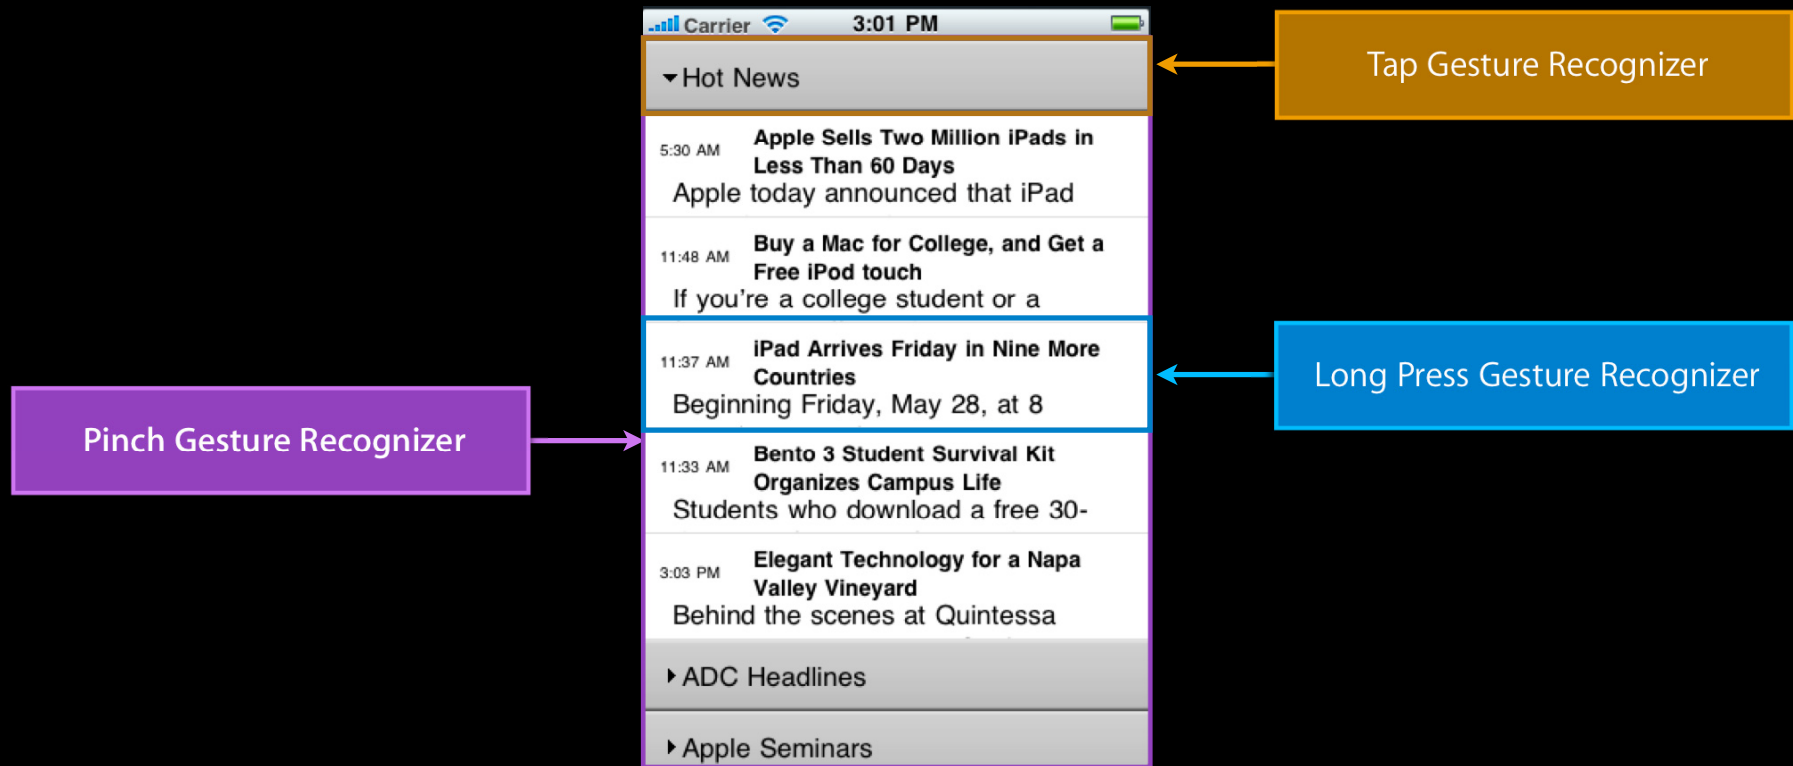 Carrier 3:01 PM
Hot News
Tap Gesture Recognizer
5:30 AM
Apple Sells Two Million iPads in
Less Than 60 Days
Apple today announced that iPad
11:48 AM
Buy a Mac for College, and Get a
Free iPod touch
If you're a college student or a
11:37 AM
iPad Arrives Friday in Nine More
Countries
Beginning Friday, May 28, at 8
Long Press Gesture Recognizer
Pinch Gesture Recognizer
11:33 AM
Bento 3 Student Survival Kit
Organizes Campus Life
Students who download a free 30-
3:03 PM
Elegant Technology for a Napa
Valley Vineyard
Behind the scenes at Quintessa
ADC Headlines
Apple Seminars